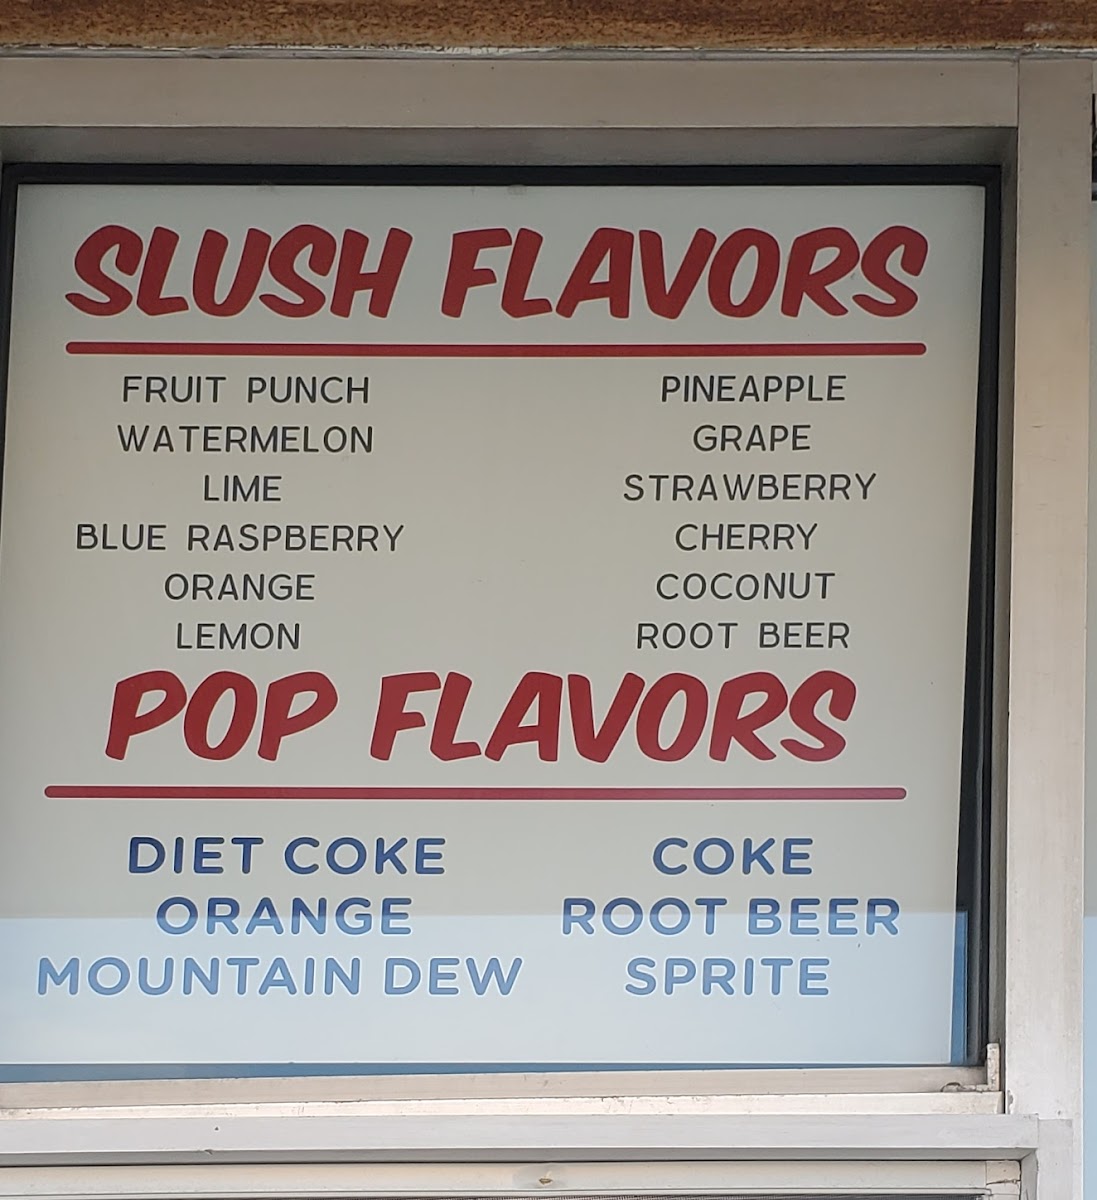 SLUSH FLAVORS
FRUIT PUNCH
WATERMELON
LIME
BLUE RASPBERRY
ORANGE
LEMON
PINEAPPLE
GRAPE
STRAWBERRY
CHERRY
COCONUT
ROOT BEER
POP FLAVORS
DIET COKE
ORANGE
MOUNTAIN DEW
COKE
ROOT BEER
SPRITE